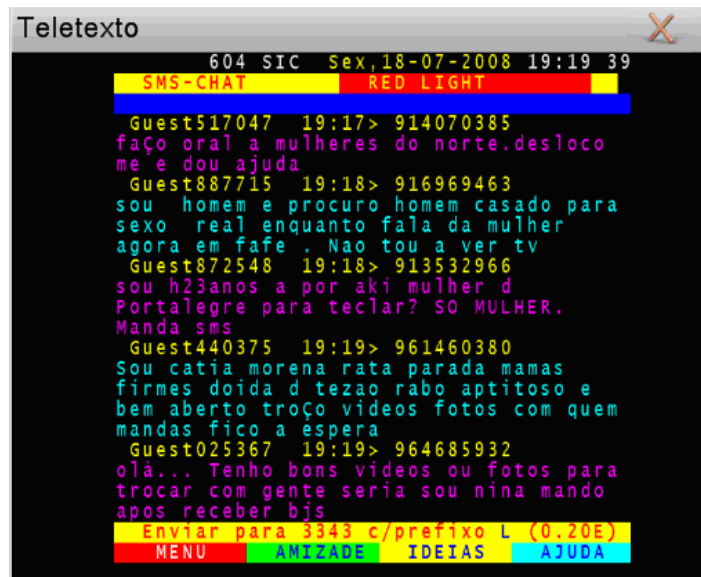 Teletexto
604 SIC Sex,18-07-2008 19:19 39
SMS-CHAT RED LIGHT
Guest517047 19:17> 914070385
faÇo oral a mulheres do norte.desloco
me e dou ajuda
Guest887715 19:18> 916969463
sou homem e procuro homem casado para
sexo real enquanto fala da mulher
agora em fafe . Nao tou a ver tv
Guest872548 19:18> 913532966
sou h23anos a por aki mulher d
Portalegre para teclar? SO MULHER.
Manda sms
Guest440375 19:19> 961460380
Sou catia morena rata parada mamas
firmes doida d tezao rabo aptitoso e
bem aberto troÇo videos fotos com quem
mandas fico a espera
Guest025367 19:19> 964685932
olà... Tenho bons videos ou fotos para
trocar com gente seria sou nina mando
apos receber bjs
Enviar para 3343 c/prefixo L (0.20E)
MENU AMIZADE IDEIAS AJUDA